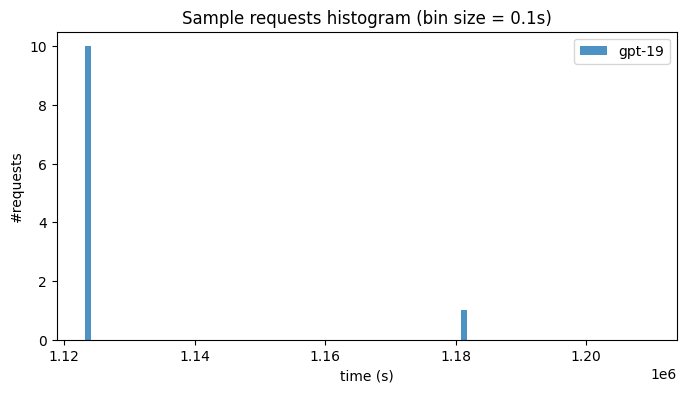 Sample requests histogram (bin size = 0.1s)
gpt-19
10
8
6
4
2
0
#requests
1.12 1.14 1.16 1.18 1.20
1e6
time (s)